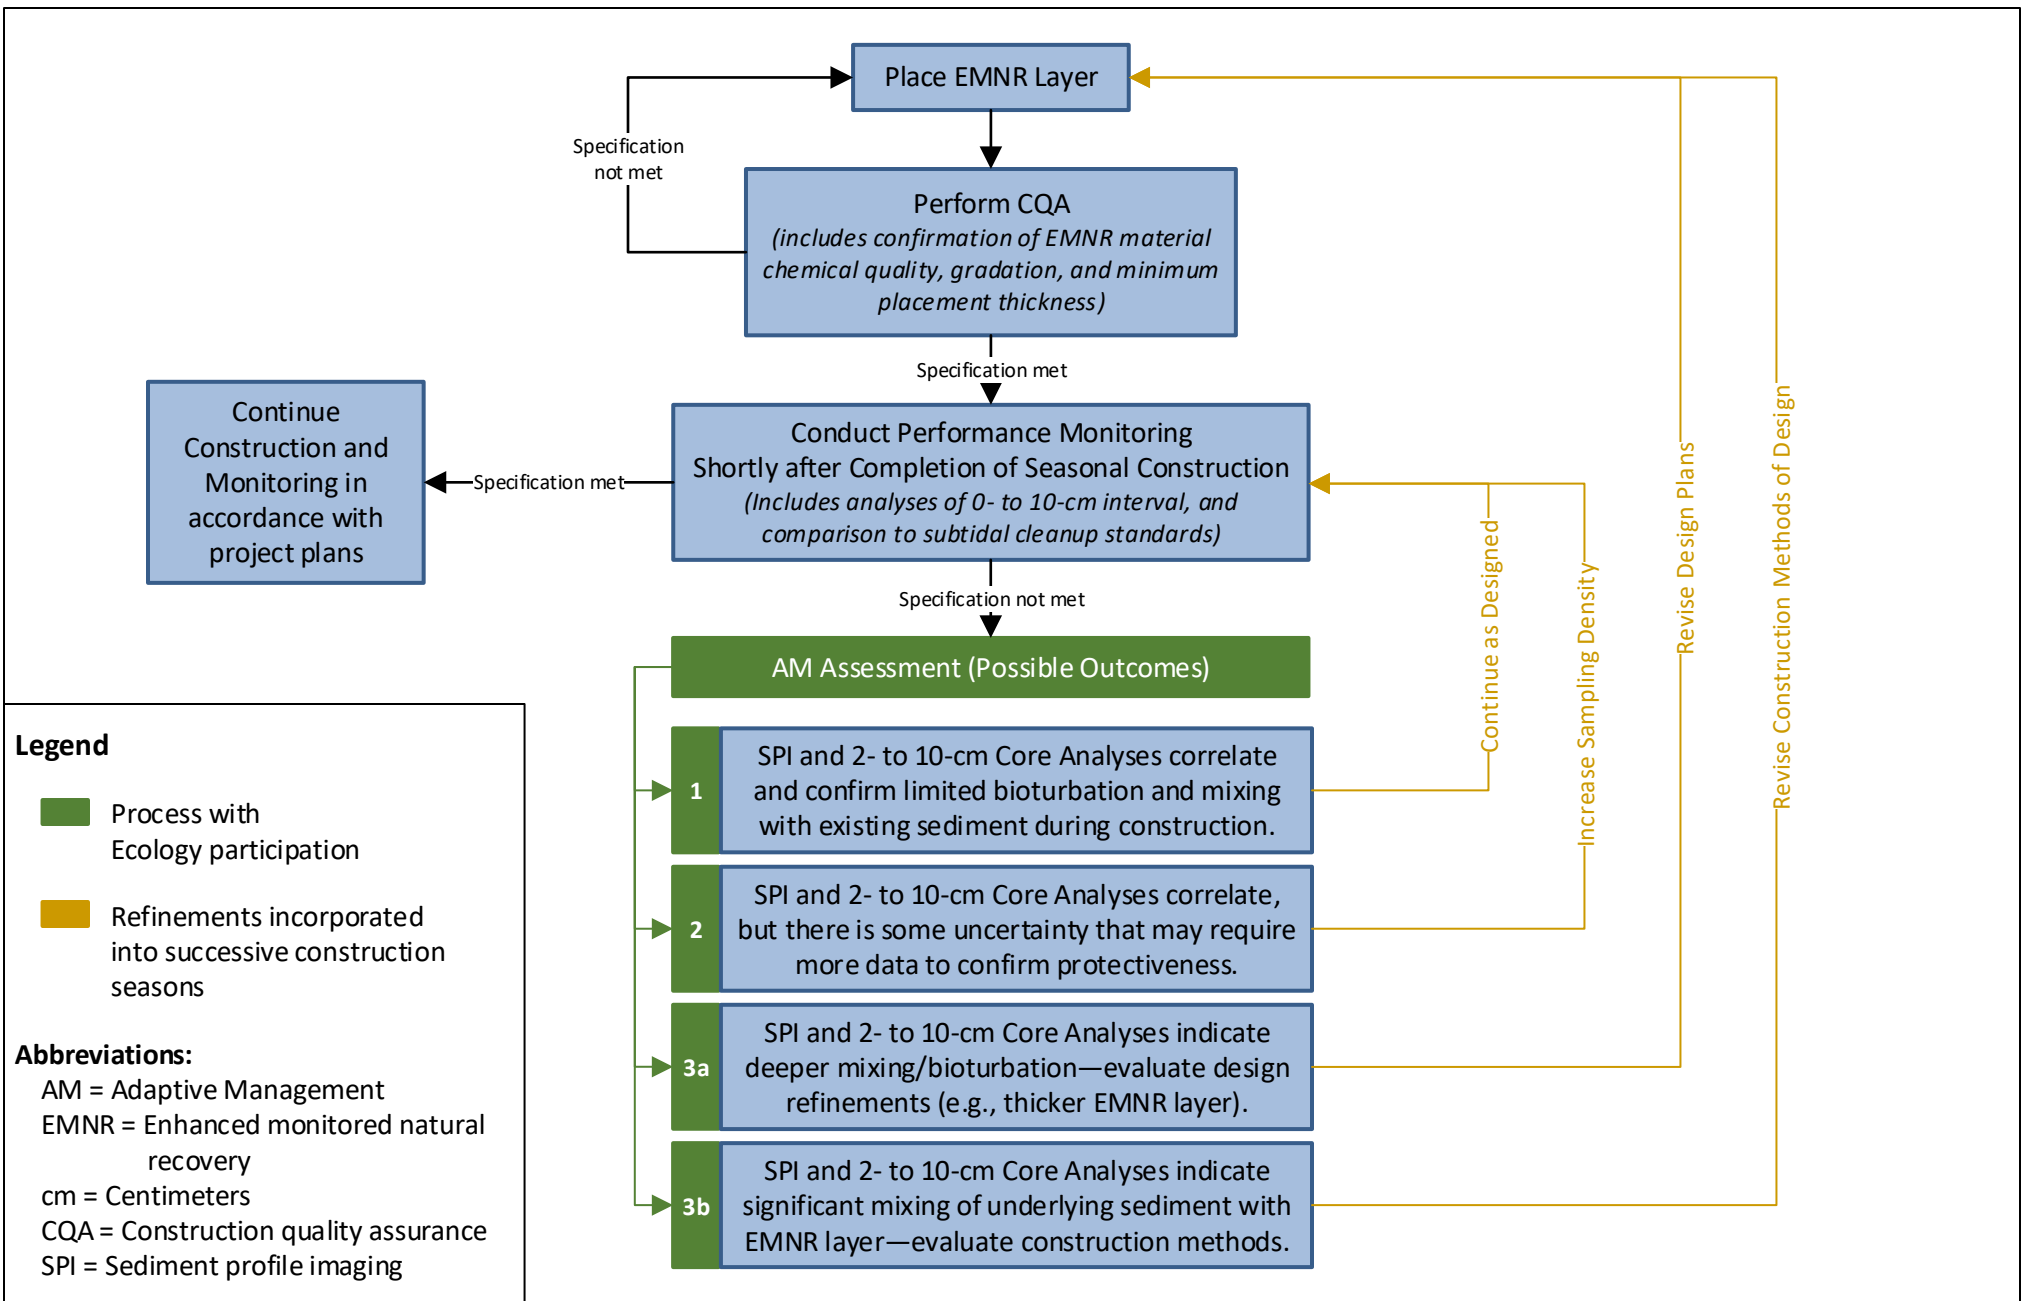 Place EMNR Layer
Specification
not met
Perform CQA
(includes confirmation of EMNR material
chemical quality, gradation, and minimum
placement thickness)
Specification met
Continue
Construction and
Monitoring in
accordance with
project plans
Specification met
Conduct Performance Monitoring
Shortly after Completion of Seasonal Construction
(Includes analyses of 0- to 10-cm interval, and
comparison to subtidal cleanup standards)
Specification not met
AM Assessment (Possible Outcomes)
1
SPI and 2- to 10-cm Core Analyses correlate
and confirm limited bioturbation and mixing
with existing sediment during construction.
2
SPI and 2- to 10-cm Core Analyses correlate,
but there is some uncertainty that may require
more data to confirm protectiveness.
3a
SPI and 2- to 10-cm Core Analyses indicate
deeper mixing/bioturbation—evaluate design
refinements (e.g., thicker EMNR layer).
3b
SPI and 2- to 10-cm Core Analyses indicate
significant mixing of underlying sediment with
EMNR layer—evaluate construction methods.
Continue as Designed
Increase Sampling Density
Revise Design Plans
Revise Construction Methods of Design
Legend
Process with
Ecology participation
Refinements incorporated
into successive construction
seasons
Abbreviations:
AM = Adaptive Management
EMNR = Enhanced monitored natural
recovery
cm = Centimeters
CQA = Construction quality assurance
SPI = Sediment profile imaging